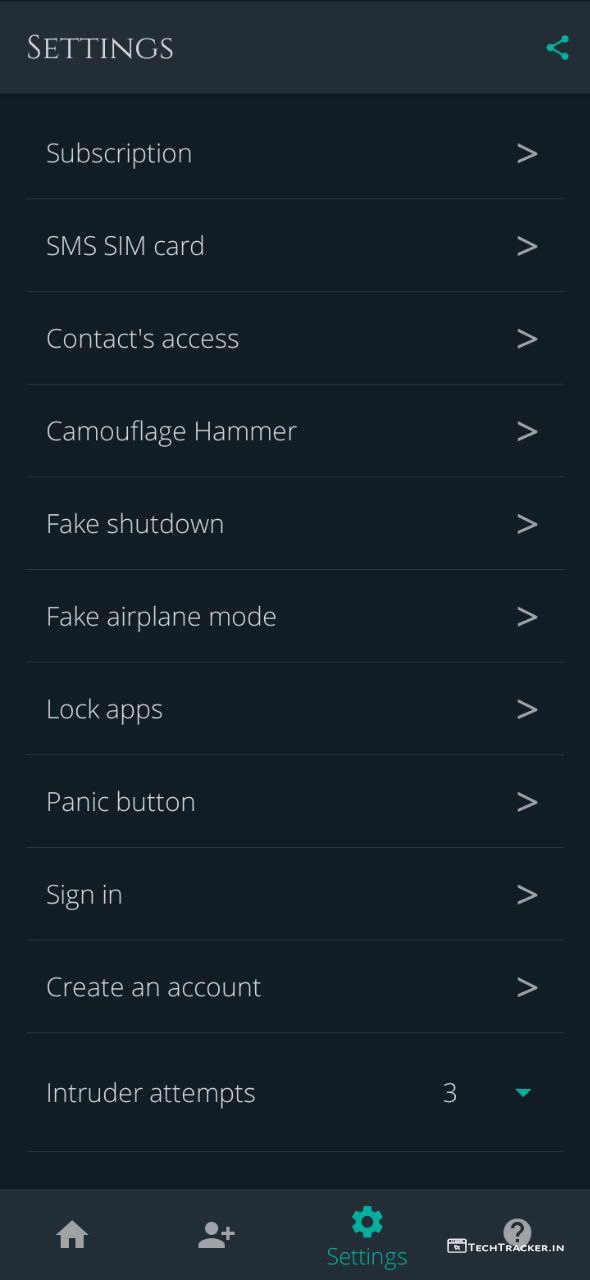 Settings
Subscription >
SMS SIM card >
Contact's access >
Camouflage Hammer >
Fake shutdown >
Fake airplane mode >
Lock apps >
Panic button >
Sign in >
Create an account >
Intruder attempts 3
Settings
TechTracker.in